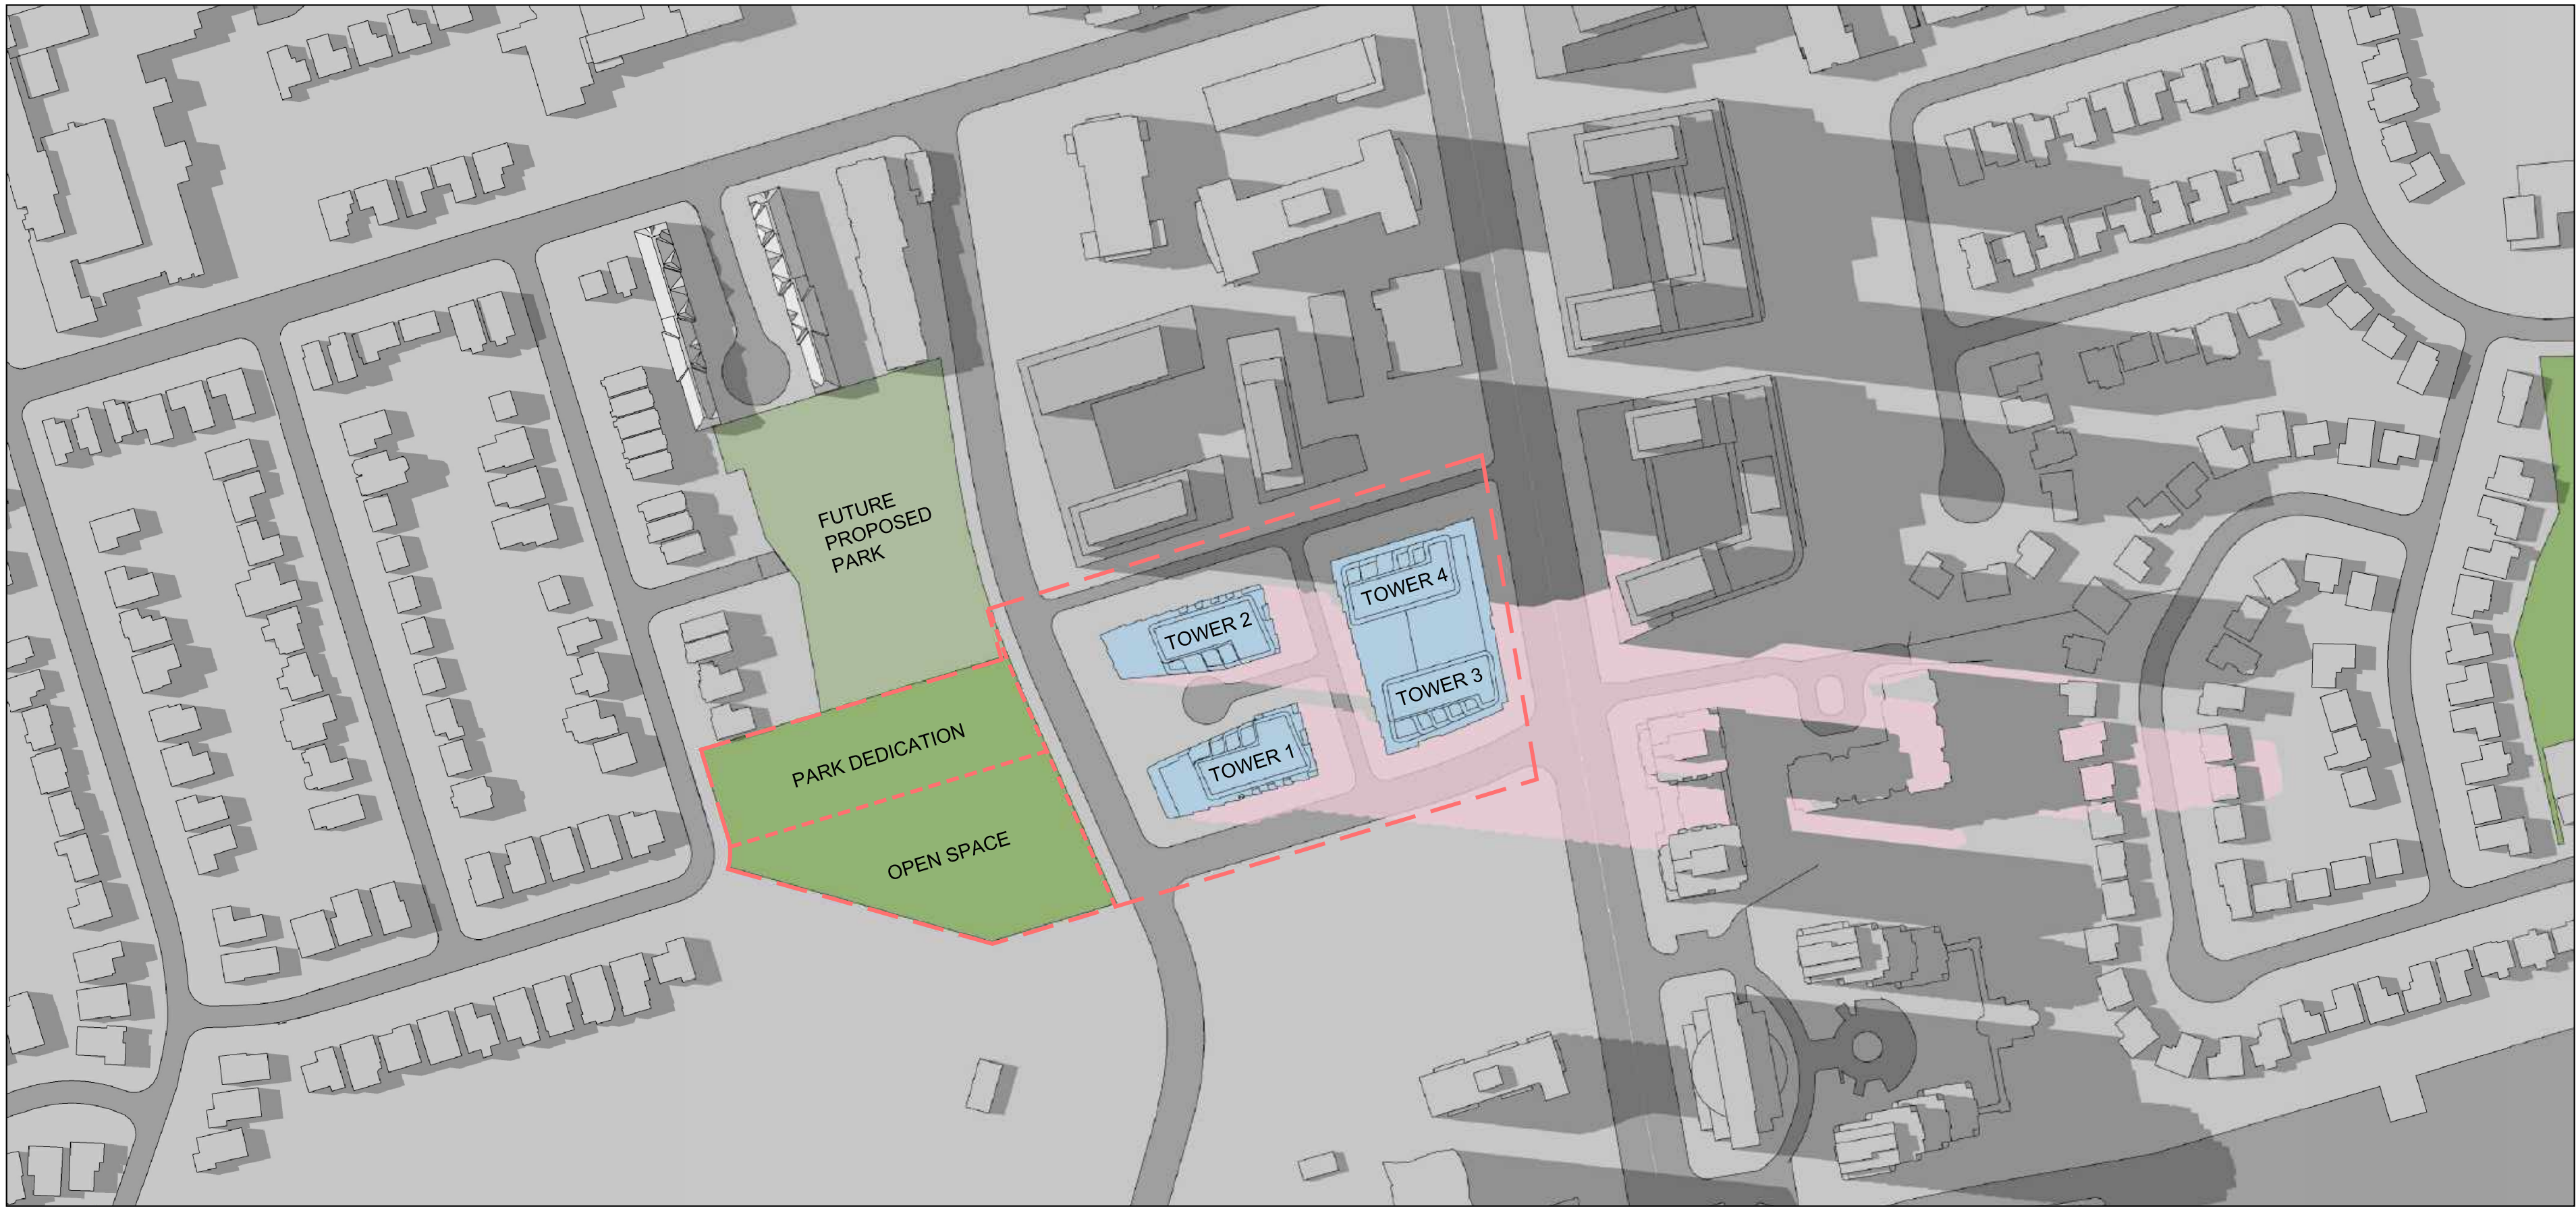 FUTURE
PROPOSED
PARK
TOWER 4
TOWER 2
TOWER 3
TOWER 1
PARK DEDICATION
OPEN SPACE